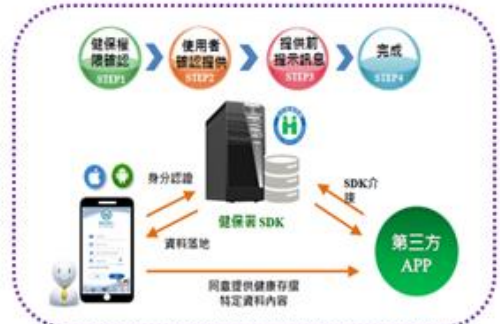 健保權
限確認
STEP1
使用者
確認提供
STEP2
提供前
提示訊息
STEP3
完成
STEP4
身分認證
健保署 SDK
資料落地
SDK介
接
第三方
APP
同意提供健康存摺
特定資料內容